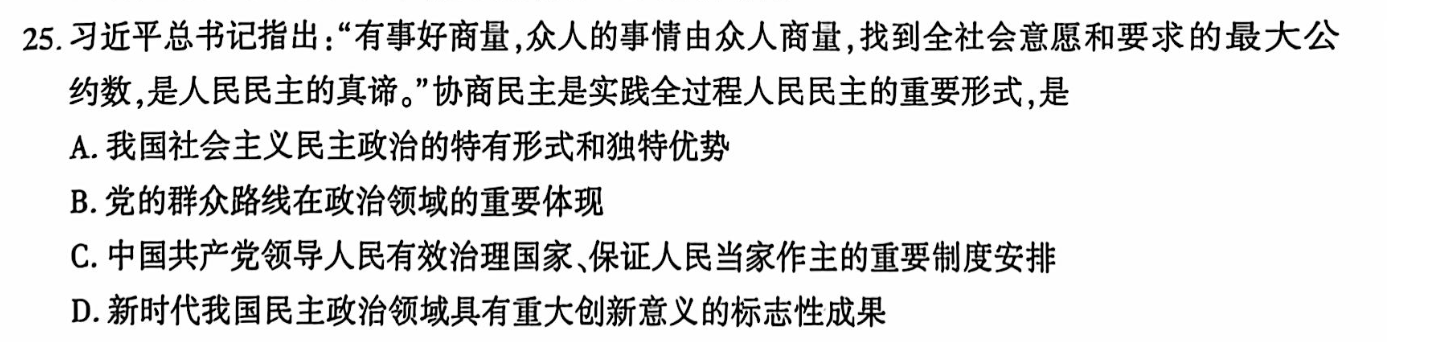 25. 习近平总书记指出:“有事好商量,众人的事情由众人商量,找到全社会意愿和要求的最大公
约数,是人民民主的真谛。”协商民主是实践全过程人民民主的重要形式,是
A. 我国社会主义民主政治的特有形式和独特优势
B. 党的群众路线在政治领域的重要体现
C. 中国共产党领导人民有效治理国家、保证人民当家作主的重要制度安排
D. 新时代我国民主政治领域具有重大创新意义的标志性成果